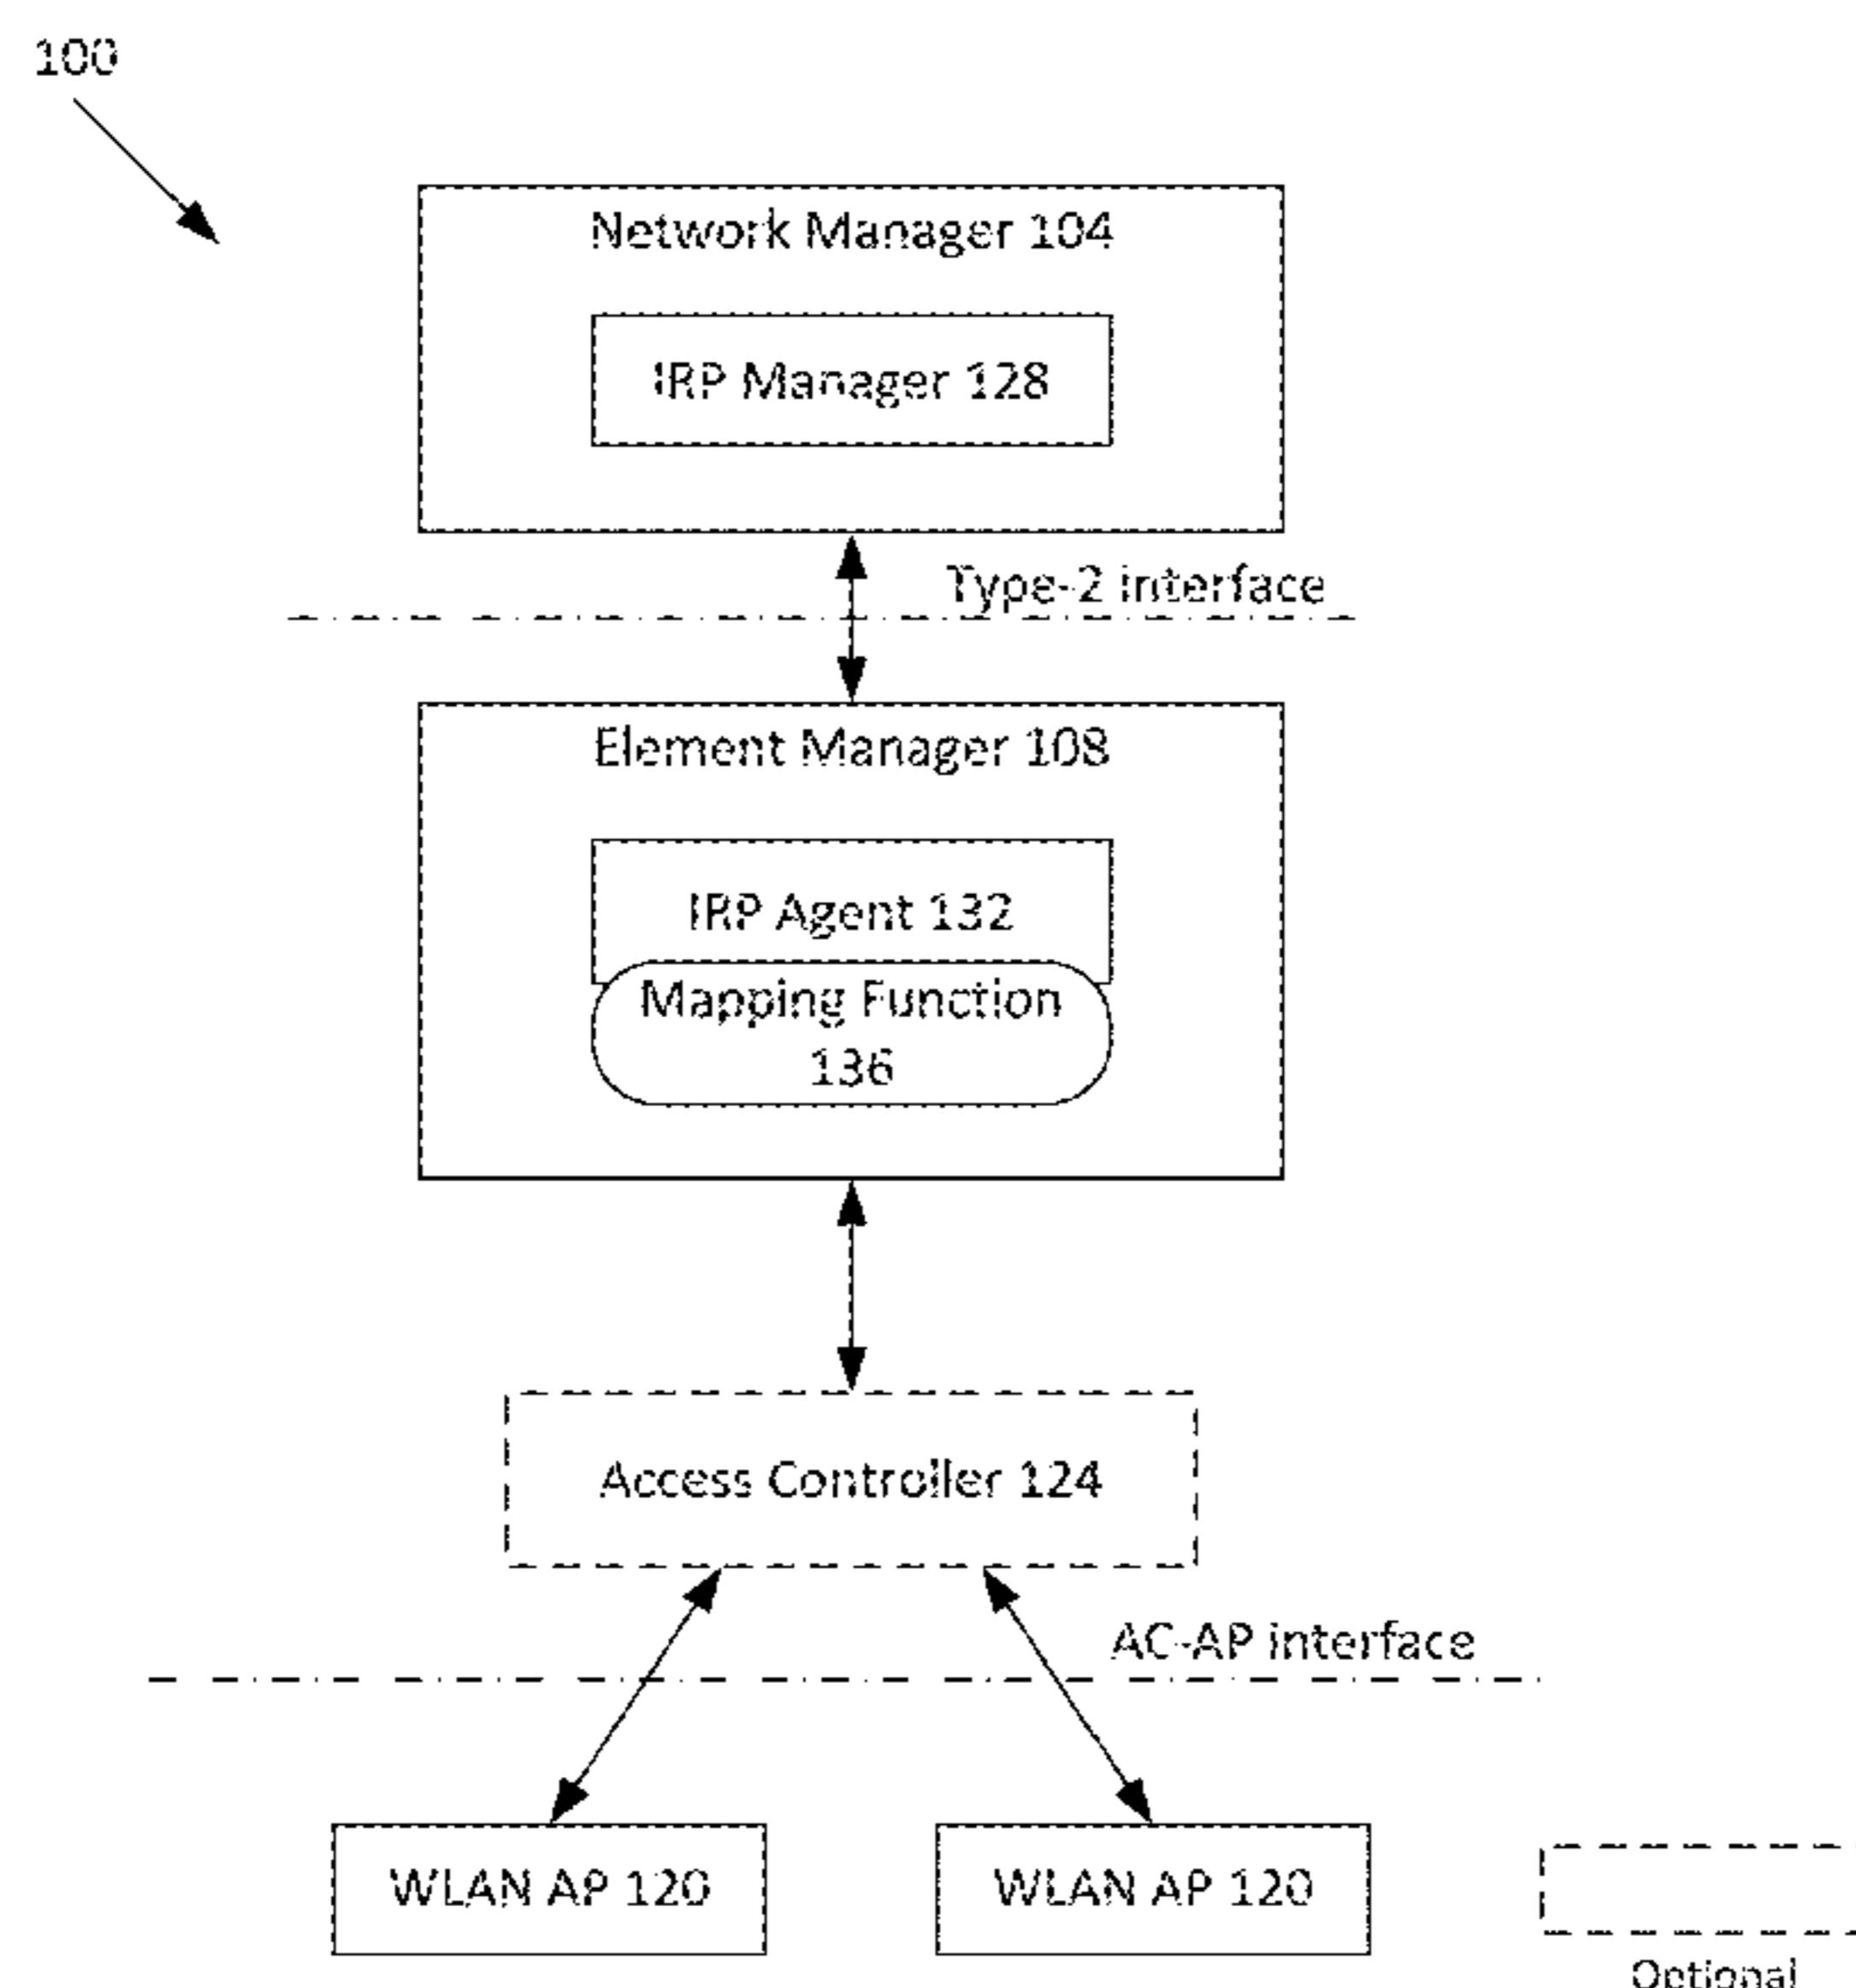 100
Network Manager 104
IRP Manager 128
Type-2 interface
Element Manager 108
IRP Agent 132
Mapping Function
136
Access Controller 124
AC-AP interface
WLAN AP 120
WLAN AP 120
Optional